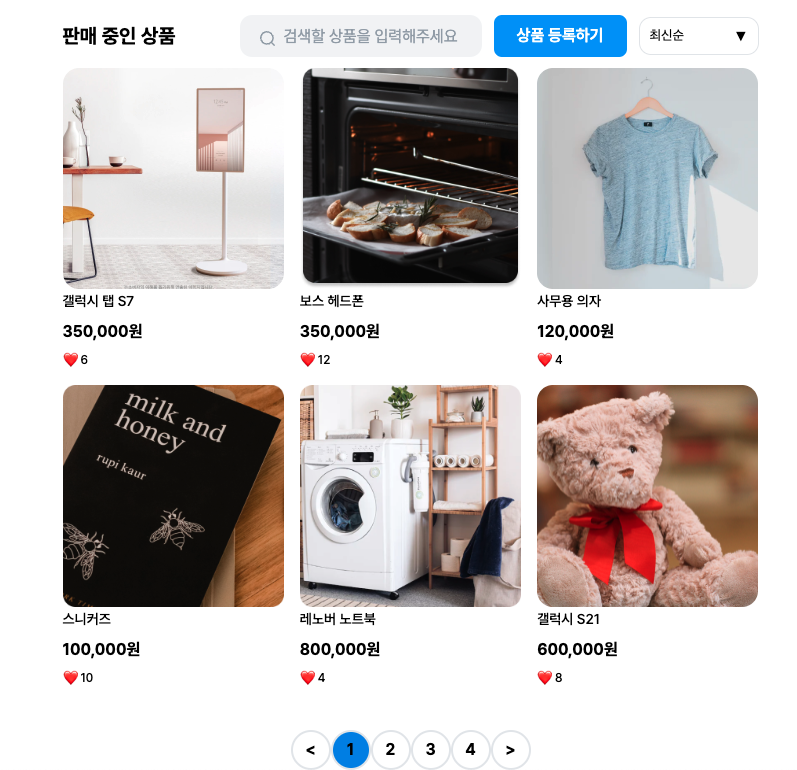 판매 중인 상품
검색할 상품을 입력해주세요
상품 등록하기
최신순 ▼
갤럭시 탭 S7
350,000원
6
보스 헤드폰
350,000원
12
사무용 의자
120,000원
4
milk and
honey
rupi kaur
스니커즈
100,000원
10
레노버 노트북
800,000원
4
갤럭시 S21
600,000원
8
< 1 2 3 4 >